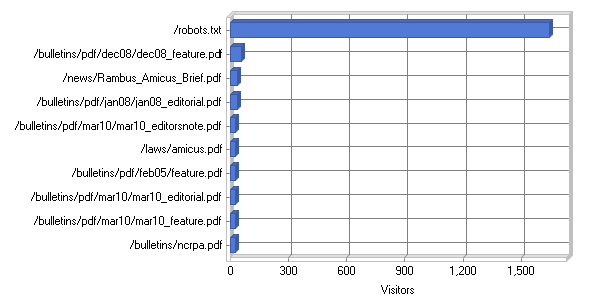 /robots.txt
/bulletins/pdf/dec08/dec08_feature.pdf
/news/Rambus_Amicus_Brief.pdf
/bulletins/pdf/jan08/jan08_editorial.pdf
/bulletins/pdf/mar10/mar10_editorsnote.pdf
/laws/amicus.pdf
/bulletins/pdf/feb05/feature.pdf
/bulletins/pdf/mar10/mar10_editorial.pdf
/bulletins/pdf/mar10/mar10_feature.pdf
/bulletins/ncrpa.pdf
0 300 600 900 1,200 1,500
Visitors